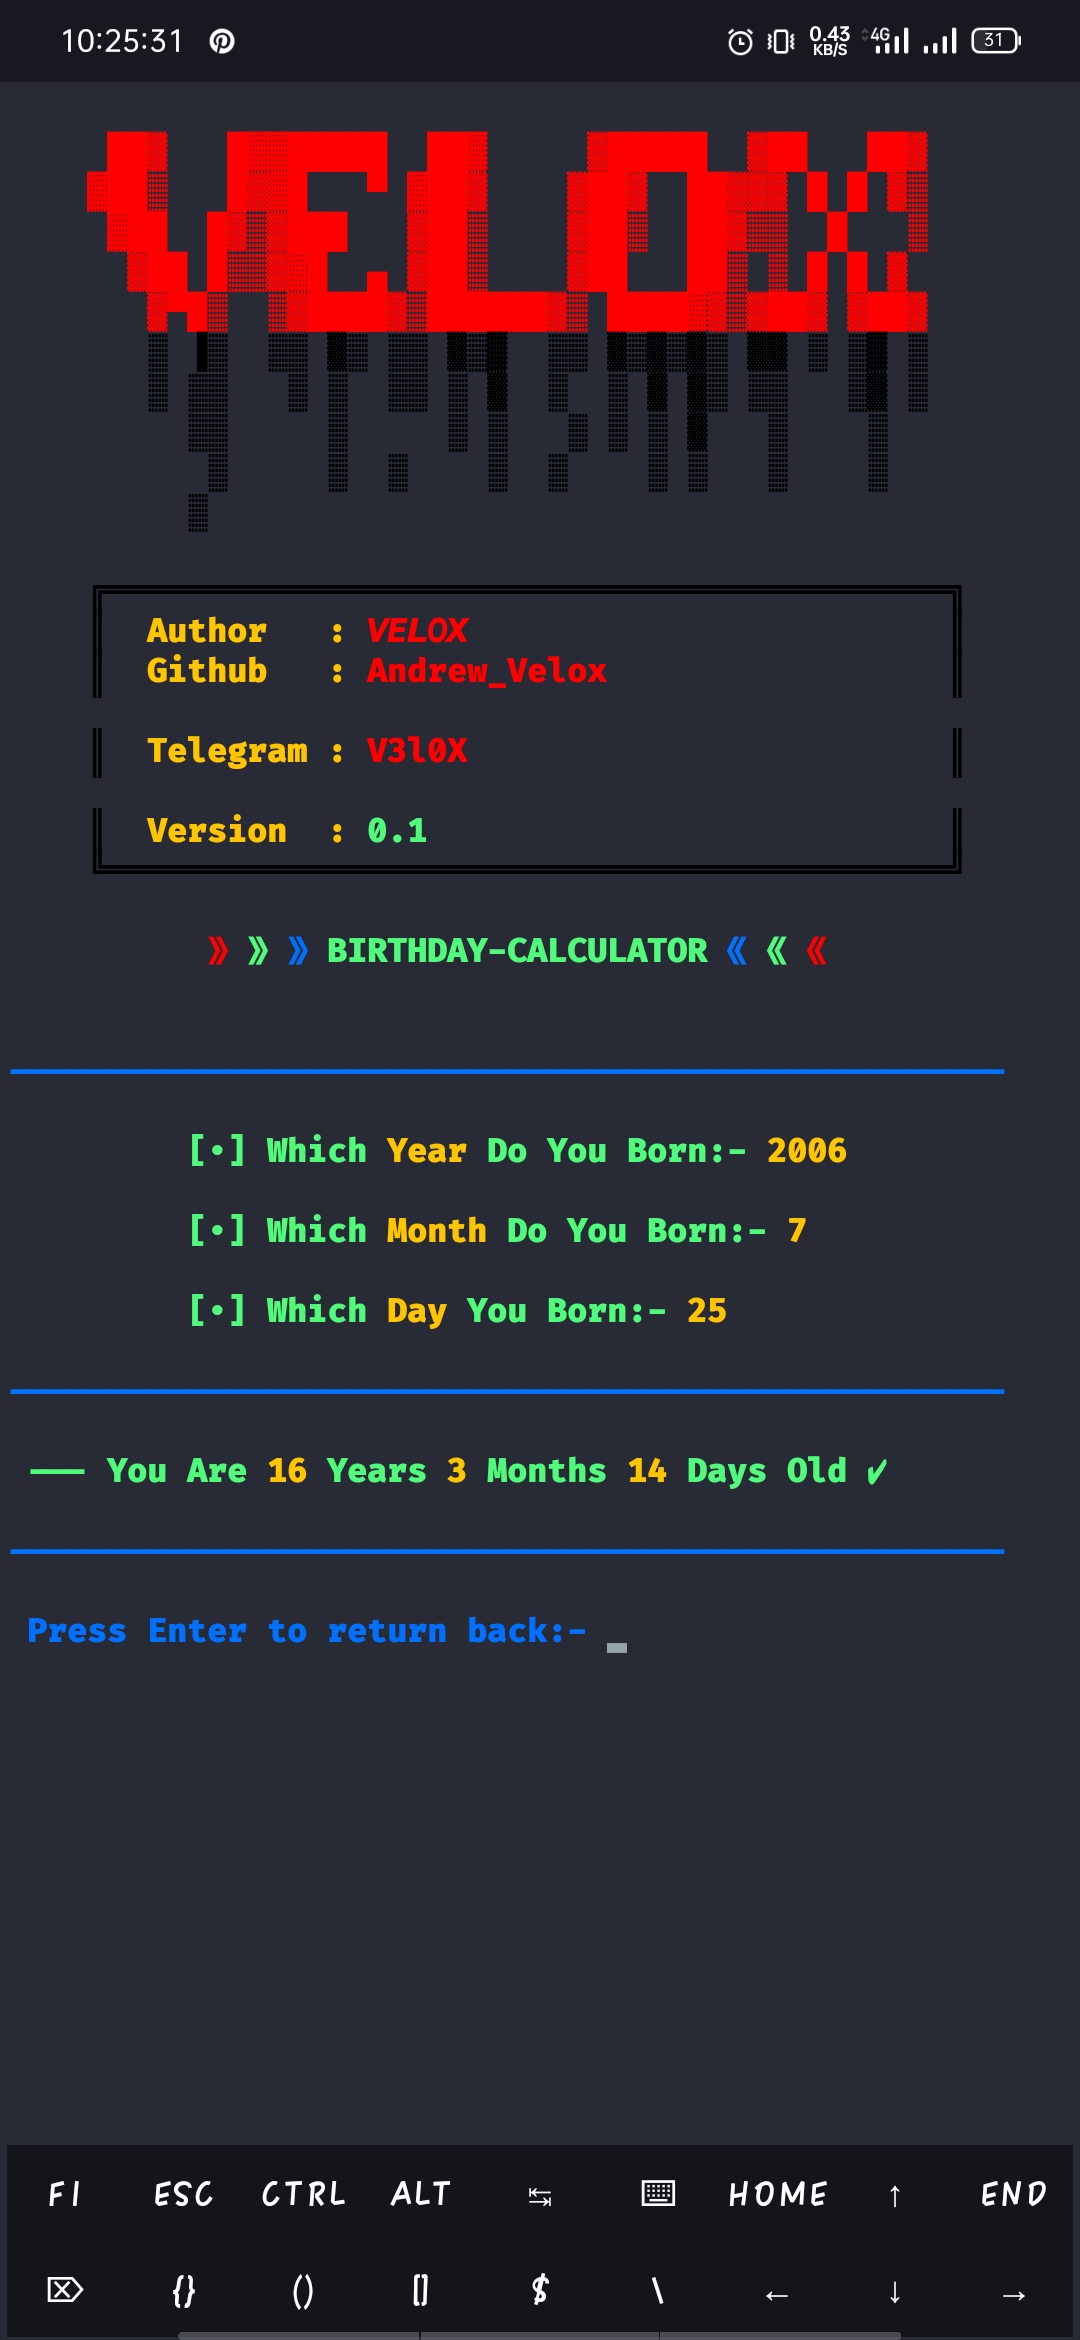 10:25:31 0.43 KB/S 4G 31
VELOX
Author : VELOX
Github : Andrew_Velox
Telegram : V3l0X
Version : 0.1
⟫ ⟫ ⟫ BIRTHDAY-CALCULATOR ⟪ ⟪ ⟪
[•] Which Year Do You Born:- 2006
[•] Which Month Do You Born:- 7
[•] Which Day You Born:- 25
─── You Are 16 Years 3 Months 14 Days Old ✓
Press Enter to return back:- _
FI ESC CTRL ALT ↹ ⌨ HOME ↑ END
⌦ {} () [] $ \ ← ↓ →